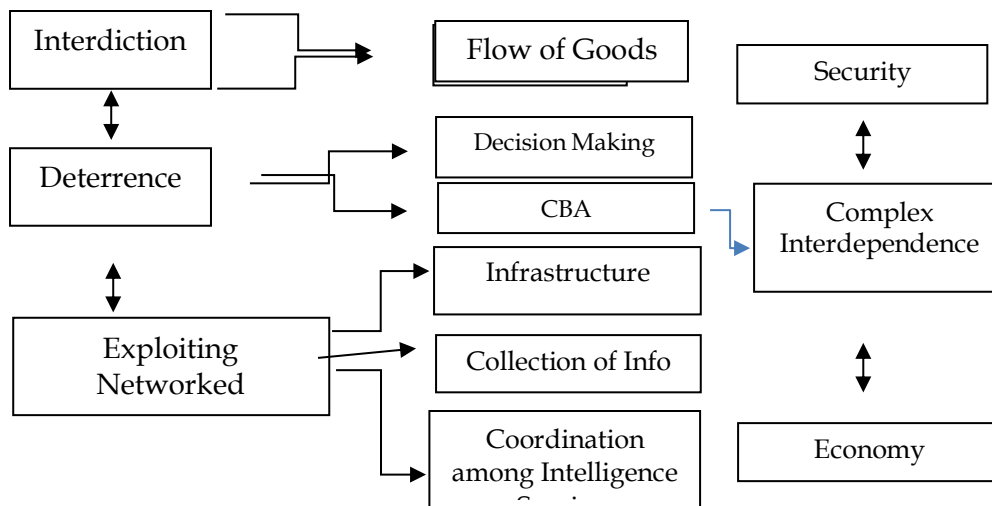 Interdiction
Flow of Goods
Security
Deterrence
Decision Making
CBA
Complex
Interdependence
Infrastructure
Exploiting
Networked
Collection of Info
Coordination
among Intelligence
Economy